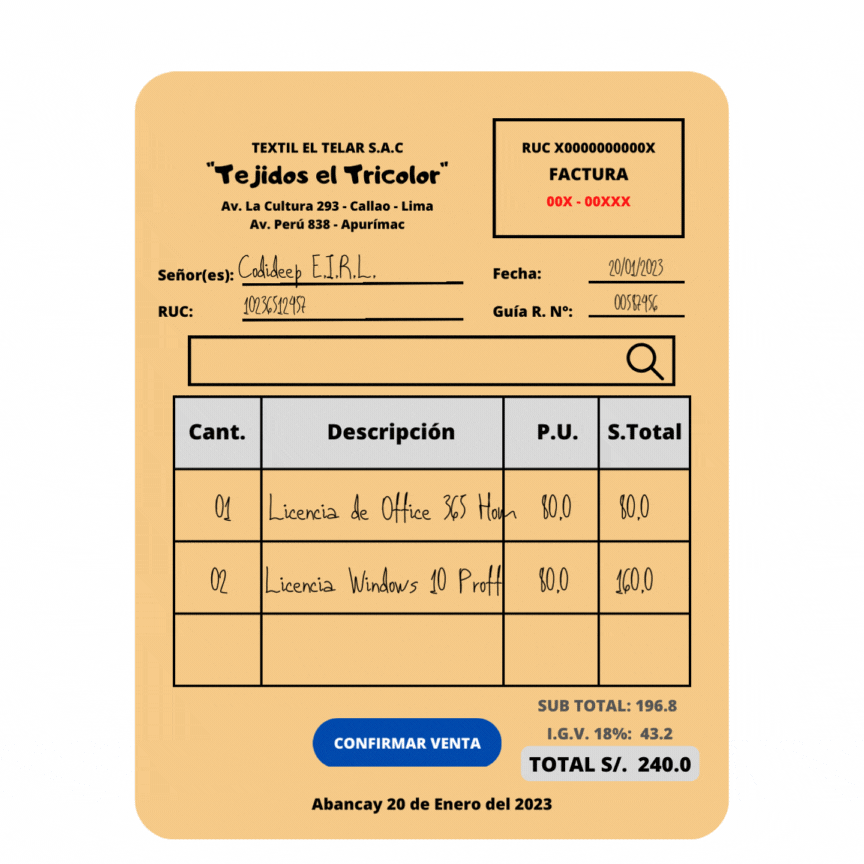 TEXTIL EL TELAR S.A.C
"Tejidos el Tricolor"
Av. La Cultura 293 - Callao - Lima
Av. Perú 838 - Apurímac
RUC X0000000000X
FACTURA
00X - 00XXX
Señor(es): Codideep E.I.R.L.
Fecha: 20/01/2023
RUC: 10236512457
Guía R. N°: 00587456
Cant. Descripción P.U. S.Total
01 Licencia de Office 365 Hom 80,0 80,0
02 Licencia Windows 10 Proff 80,0 160,0
SUB TOTAL: 196.8
I.G.V. 18%: 43.2
CONFIRMAR VENTA
TOTAL S/. 240.0
Abancay 20 de Enero del 2023